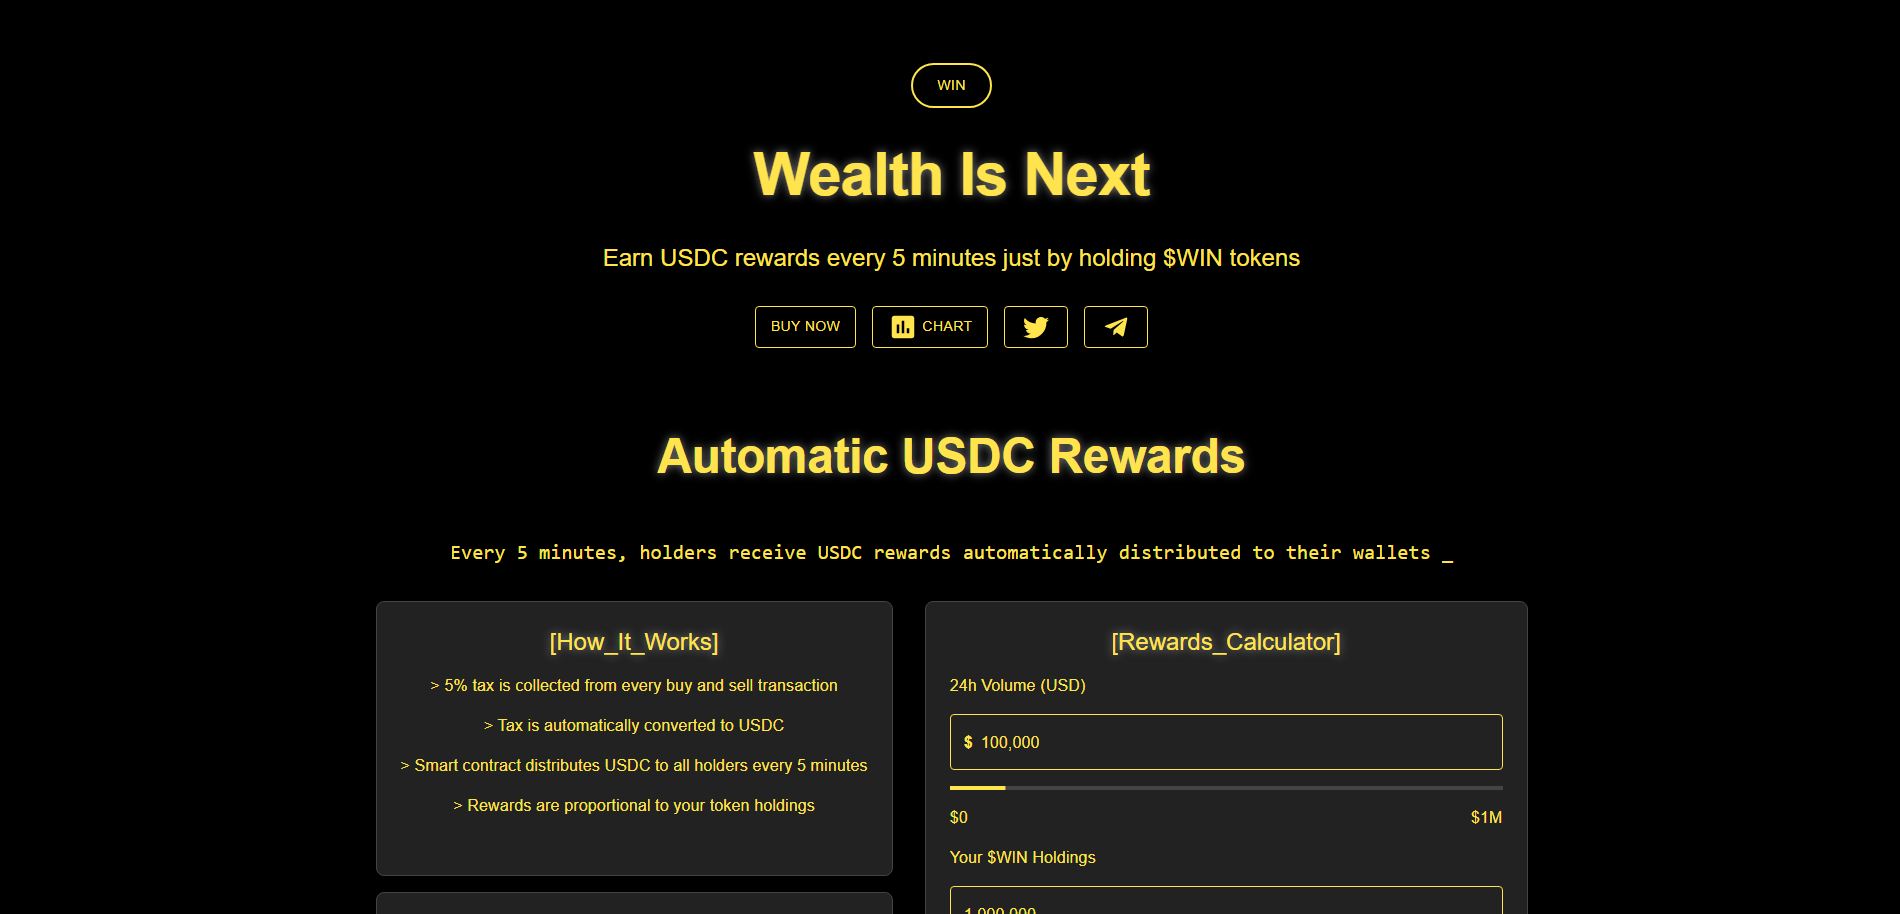 WIN
Wealth Is Next
Earn USDC rewards every 5 minutes just by holding $WIN tokens
BUY NOW
CHART
Automatic USDC Rewards
Every 5 minutes, holders receive USDC rewards automatically distributed to their wallets _
[How_It_Works]
> 5% tax is collected from every buy and sell transaction
> Tax is automatically converted to USDC
> Smart contract distributes USDC to all holders every 5 minutes
> Rewards are proportional to your token holdings
[Rewards_Calculator]
24h Volume (USD)
$ 100,000
$0 $1M
Your $WIN Holdings
1,000,000